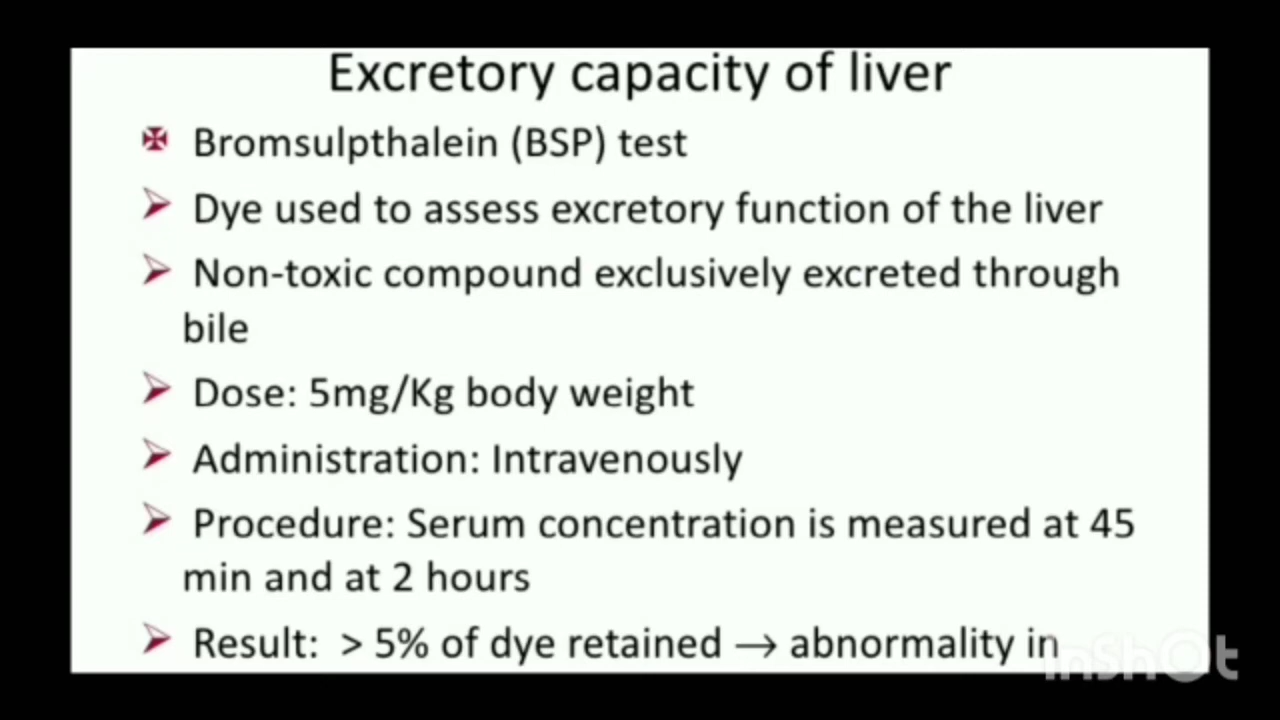 Excretory capacity of liver
Bromsulpthalein (BSP) test
Dye used to assess excretory function of the liver
Non-toxic compound exclusively excreted through
bile
Dose: 5mg/Kg body weight
Administration: Intravenously
Procedure: Serum concentration is measured at 45
min and at 2 hours
Result:  > 5% of dye retained → abnormality in
InShOt